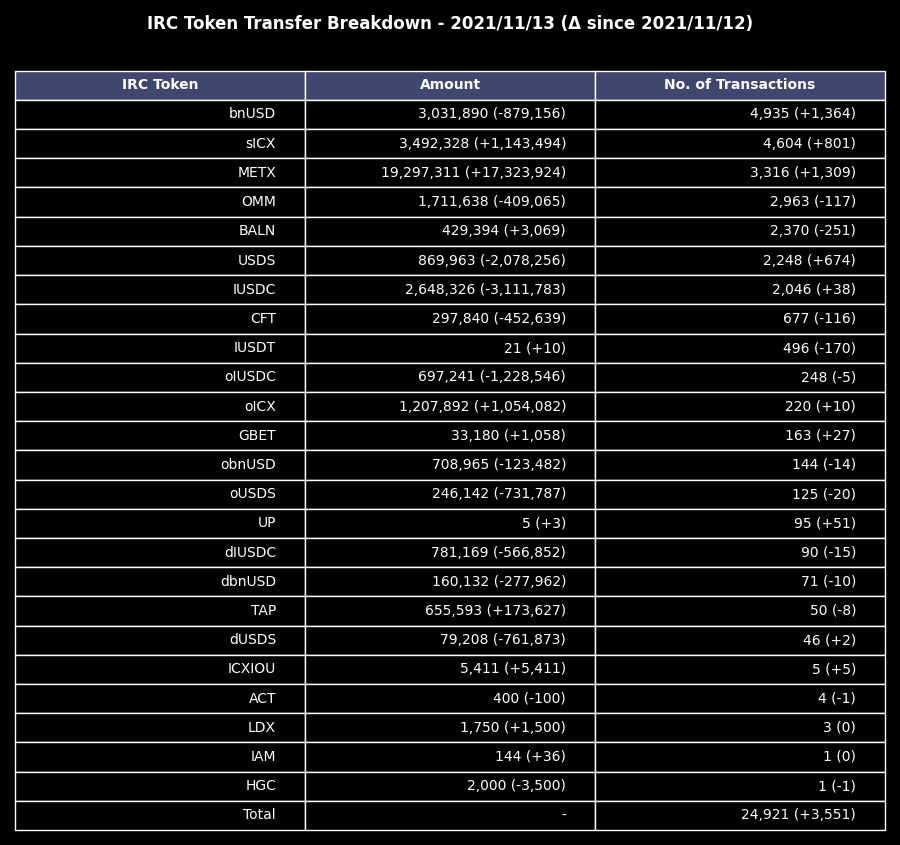 IRC Token Transfer Breakdown - 2021/11/13 (Δ since 2021/11/12)
IRC Token Amount No. of Transactions
bnUSD 3,031,890 (-879,156) 4,935 (+1,364)
sICX 3,492,328 (+1,143,494) 4,604 (+801)
METX 19,297,311 (+17,323,924) 3,316 (+1,309)
OMM 1,711,638 (-409,065) 2,963 (-117)
BALN 429,394 (+3,069) 2,370 (-251)
USDS 869,963 (-2,078,256) 2,248 (+674)
IUSDC 2,648,326 (-3,111,783) 2,046 (+38)
CFT 297,840 (-452,639) 677 (-116)
IUSDT 21 (+10) 496 (-170)
oIUSDC 697,241 (-1,228,546) 248 (-5)
oICX 1,207,892 (+1,054,082) 220 (+10)
GBET 33,180 (+1,058) 163 (+27)
obnUSD 708,965 (-123,482) 144 (-14)
oUSDS 246,142 (-731,787) 125 (-20)
UP 5 (+3) 95 (+51)
dIUSDC 781,169 (-566,852) 90 (-15)
dbnUSD 160,132 (-277,962) 71 (-10)
TAP 655,593 (+173,627) 50 (-8)
dUSDS 79,208 (-761,873) 46 (+2)
ICXIOU 5,411 (+5,411) 5 (+5)
ACT 400 (-100) 4 (-1)
LDX 1,750 (+1,500) 3 (0)
IAM 144 (+36) 1 (0)
HGC 2,000 (-3,500) 1 (-1)
Total - 24,921 (+3,551)